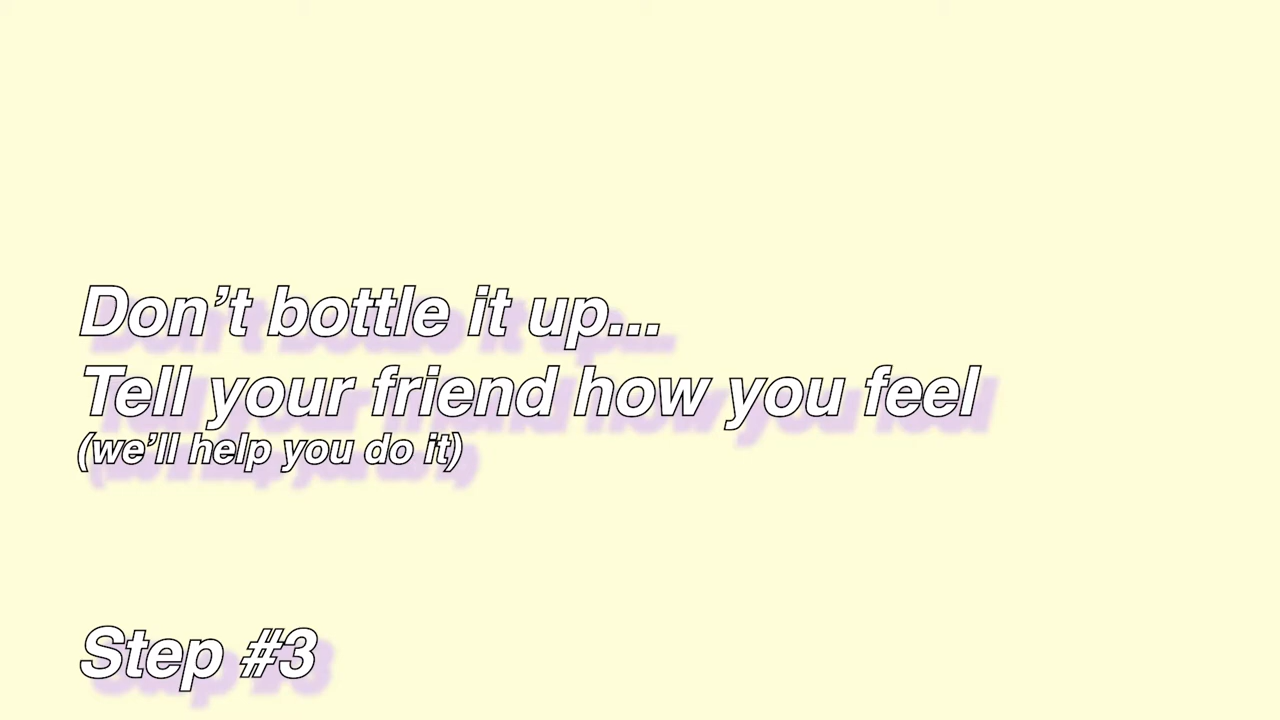 Don’t bottle it up...
Tell your friend how you feel
(we’ll help you do it)
Step #3